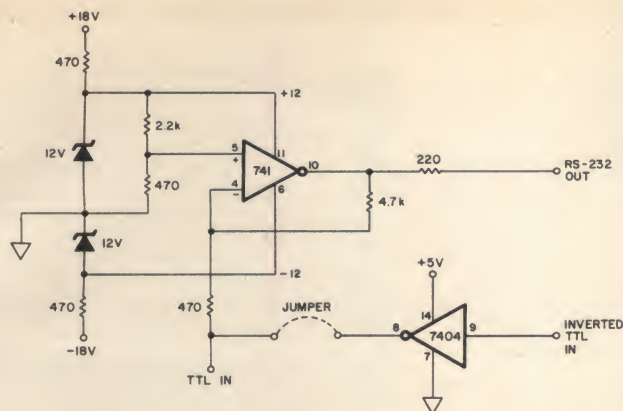 +18V
470
+12
2.2k
12V
5
+
11
741
10
220
RS-232
OUT
470
4
-
6
4.7k
12V
-12
+5V
470
470
JUMPER
8
14
7404
9
INVERTED
TTL
IN
7
-18V
TTL IN